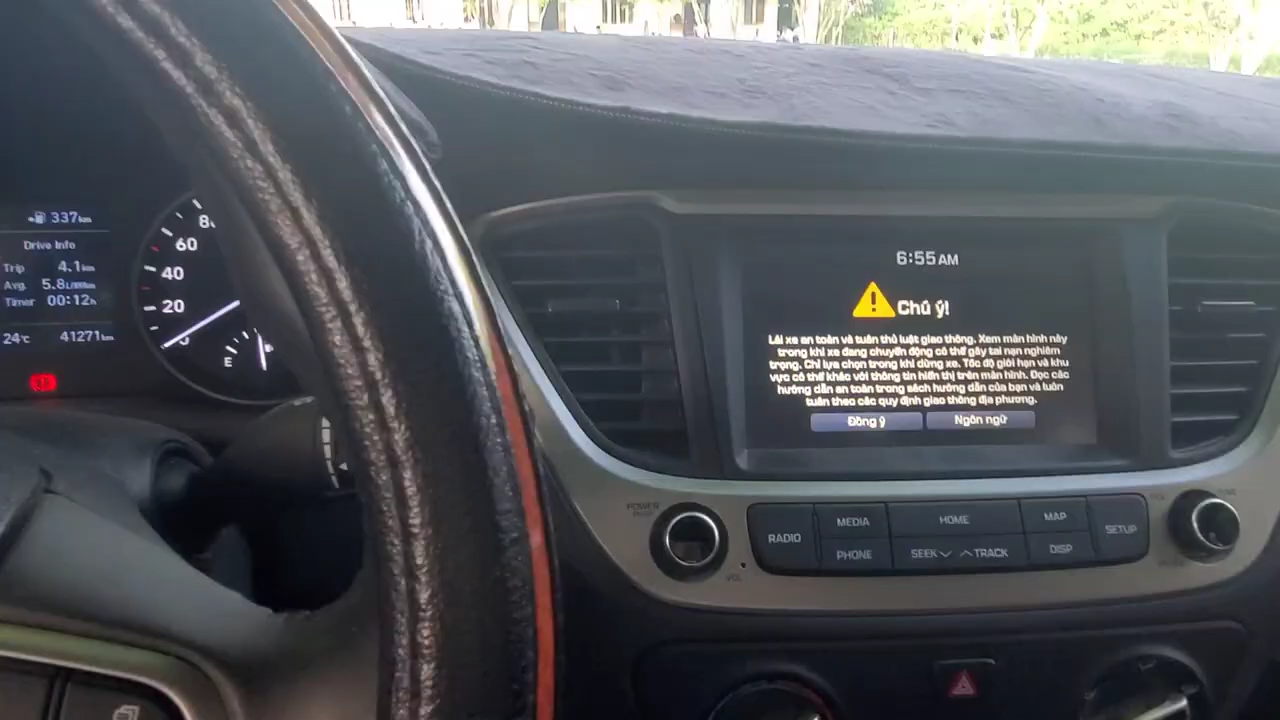 337km
Drive Info
Trip 4.1km
Avg. 5.8L/100km
Timer 00:12h
24°C 41271km
80
60
40
20
0
E
6:55AM
Chú ý!
Lái xe an toàn và tuân thủ luật giao thông. Xem màn hình này
trong khi xe đang chuyển động có thể gây tai nạn nghiêm
trọng. Chỉ lựa chọn trong khi dừng xe. Tốc độ giới hạn và khu
vực có thể khác với thông tin hiển thị trên màn hình. Đọc các
hướng dẫn an toàn trong sách hướng dẫn của bạn và luôn
tuân theo các quy định giao thông địa phương.
Đồng ý
Ngôn ngữ
POWER
VOL
RADIO
MEDIA
PHONE
HOME
SEEK TRACK
MAP
DISP
SETUP